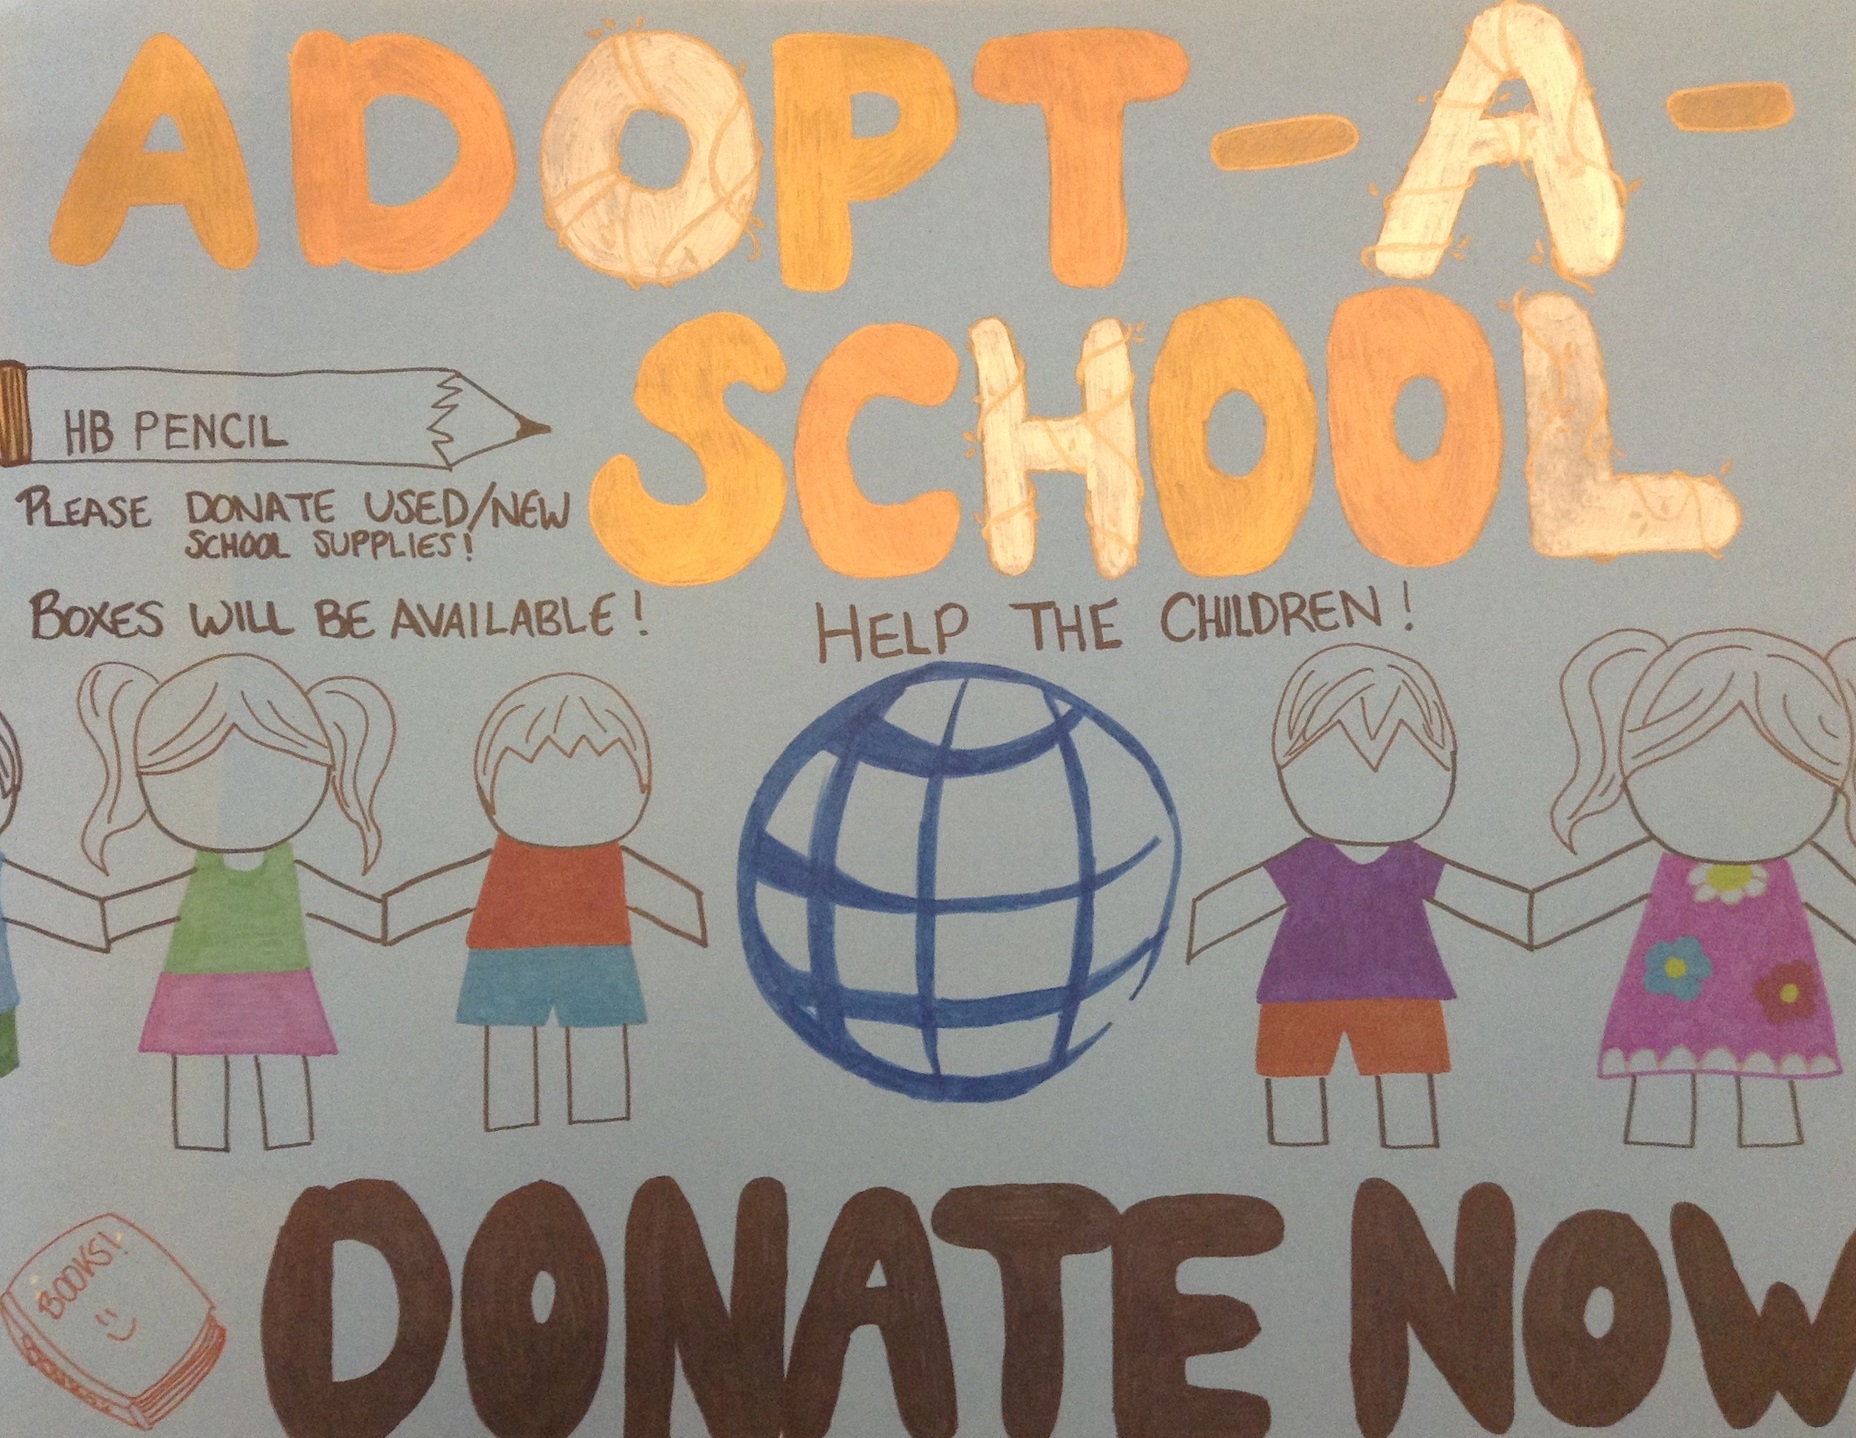 ADOPT-A-
SCHOOL
HB PENCIL
PLEASE DONATE USED/NEW
SCHOOL SUPPLIES!
BOXES WILL BE AVAILABLE!
HELP THE CHILDREN!
BOOKS!
DONATE NOW